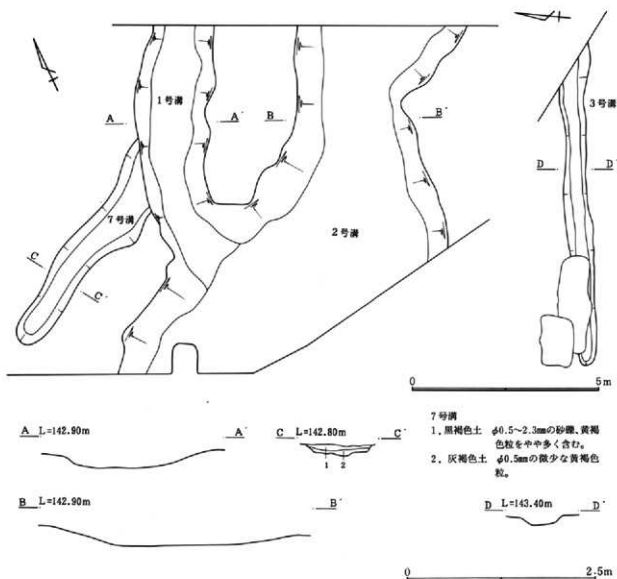 1号溝
3号溝
A
A´
B
B´
D
D´
7号溝
2号溝
C
C´
0 5m
7号溝
1. 黒褐色土 φ0.5〜2.3mmの砂礫、黄褐
色粒をやや多く含む。
2. 灰褐色土 φ0.5mmの微少な黄褐色
粒。
A L=142.90m A´
C L=142.80m C´
1 2
B L=142.90m B´
D L=143.40m D´
0 2.5m